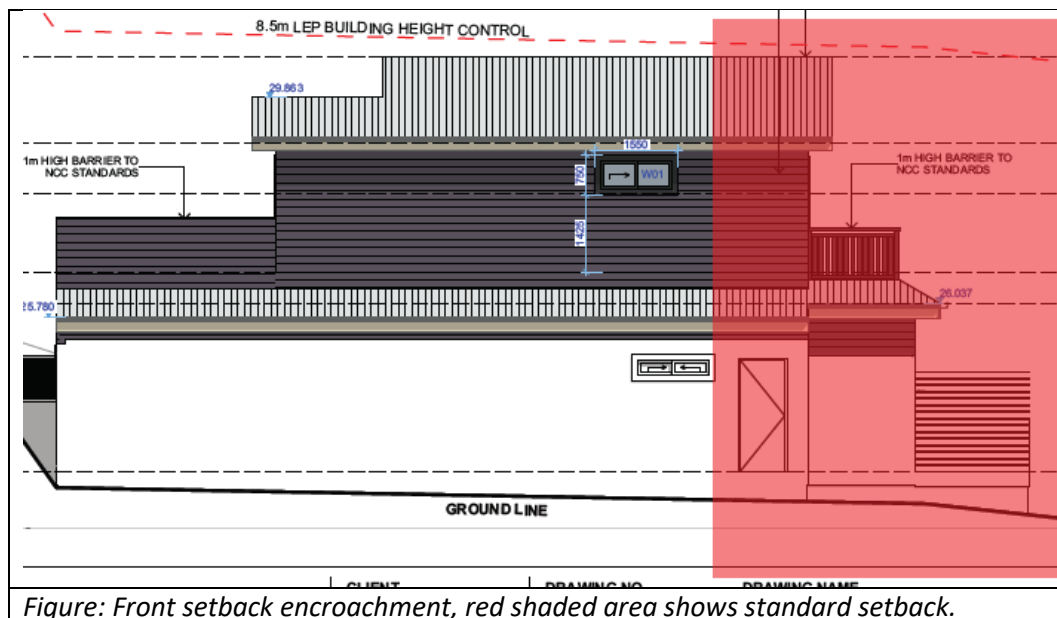 8.5m LEP BUILDING HEIGHT CONTROL
29.863
1550
1m HIGH BARRIER TO
NCC STANDARDS
750
W01
1m HIGH BARRIER TO
NCC STANDARDS
1425
25.780
26.037
GROUND LINE
CLIENT
DRAWING NO
DRAWING NAME
Figure: Front setback encroachment, red shaded area shows standard setback.